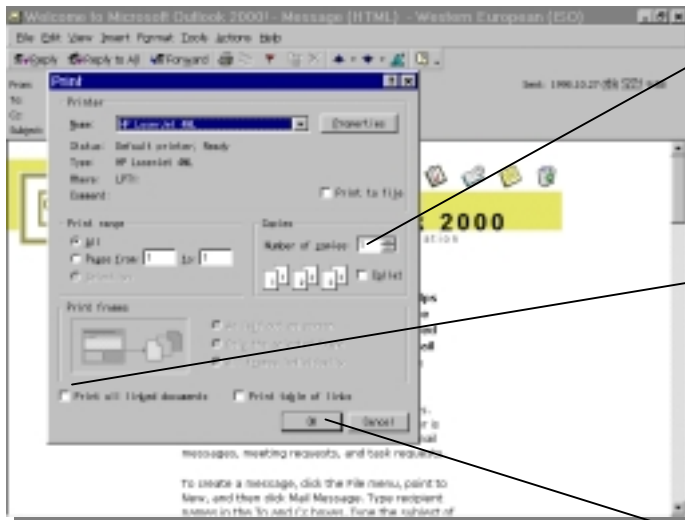 Welcome to Microsoft Outlook 2000! - Message (HTML) - Western European (ISO)
File Edit View Insert Format Tools Actions Help
Reply Reply to All Forward
From:
To:
Cc:
Subject:
Sent: 1998.10.27
Print
Printer
Name: HP LaserJet 4ML
Properties
Status: Default printer; Ready
Type: HP LaserJet 4ML
Where: LPT1:
Comment:
Print to file
Print range
All
Pages from: 1 to: 1
Selection
Copies
Number of copies:
Collate
Print frames
Print all linked documents
Print table of links
OK
Cancel
2000
messages, meeting requests, and task requests.
To create a message, click the File menu, point to
New, and then click Mail Message. Type recipient
names in the To and Cc boxes. Type the subject of